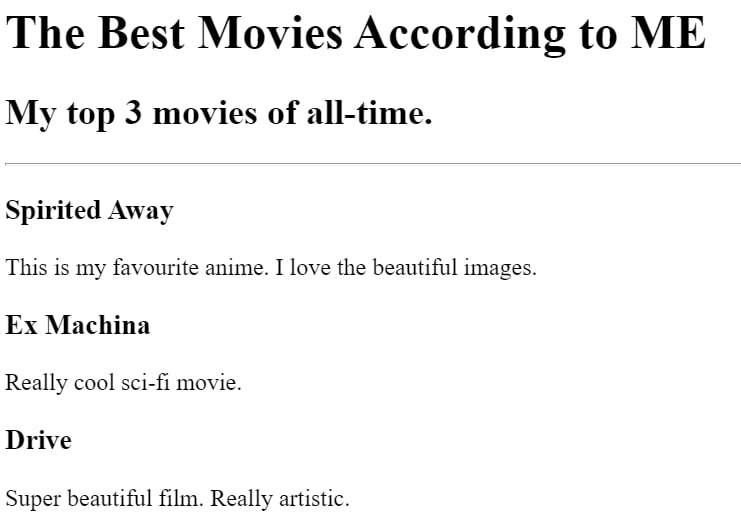 The Best Movies According to ME
My top 3 movies of all-time.
Spirited Away
This is my favourite anime. I love the beautiful images.
Ex Machina
Really cool sci-fi movie.
Drive
Super beautiful film. Really artistic.